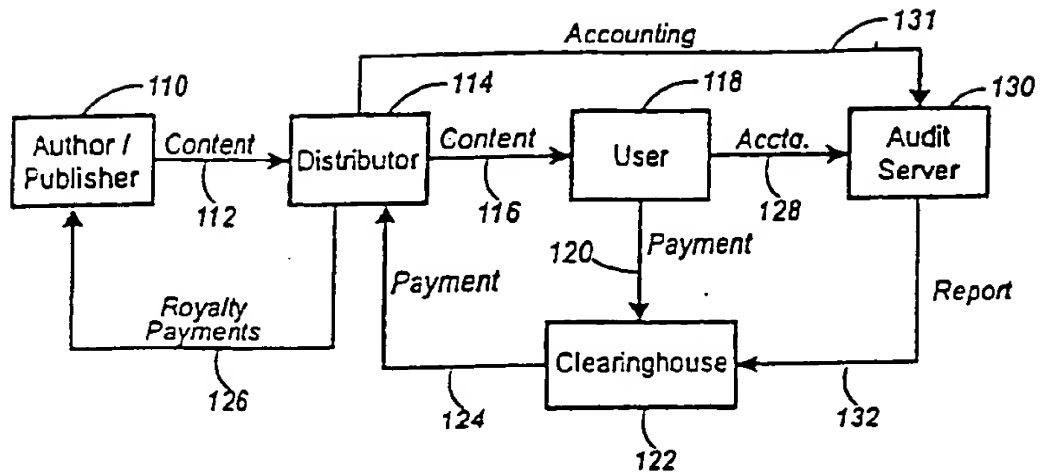 Accounting
131
110
114
118
130
Author /
Publisher
Content
112
Distributor
Content
116
User
Accta.
128
Audit
Server
120
Payment
Payment
Report
Royalty
Payments
126
124
Clearinghouse
122
132